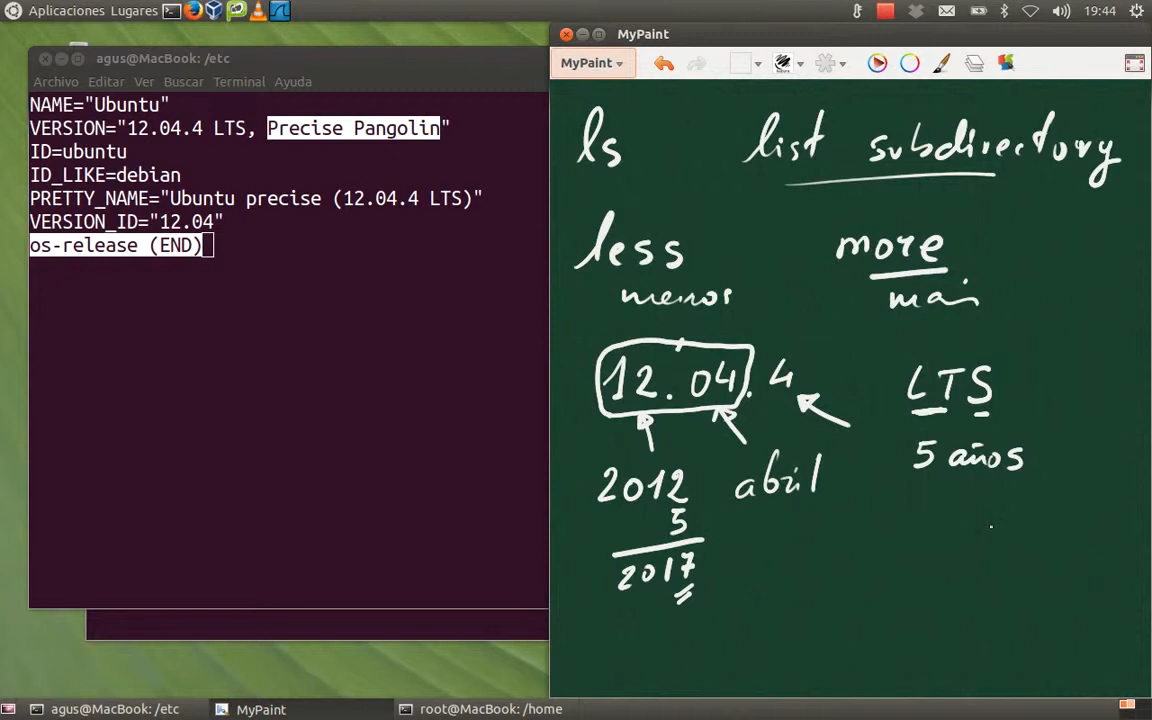 Aplicaciones Lugares
19:44
agus@MacBook: /etc
Archivo Editar Ver Buscar Terminal Ayuda
NAME="Ubuntu"
VERSION="12.04.4 LTS, Precise Pangolin"
ID=ubuntu
ID_LIKE=debian
PRETTY_NAME="Ubuntu precise (12.04.4 LTS)"
VERSION_ID="12.04"
os-release (END)
MyPaint
MyPaint
ls list subdirectory
less more
menos
12.04.4 LTS
2012 abril 5 años
5
2017
agus@MacBook: /etc
MyPaint
root@MacBook: /home